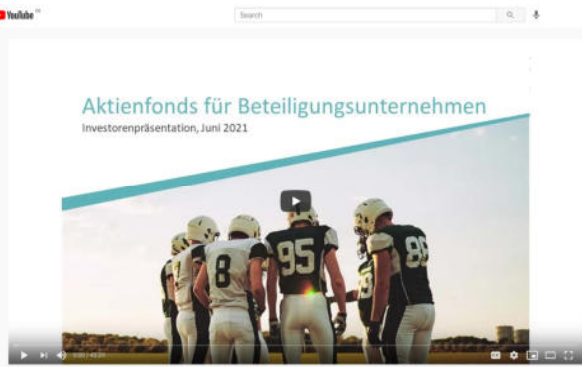 YouTube
Search
Aktienfonds für Beteiligungsunternehmen
Investorenpräsentation, Juni 2021
8
95
88